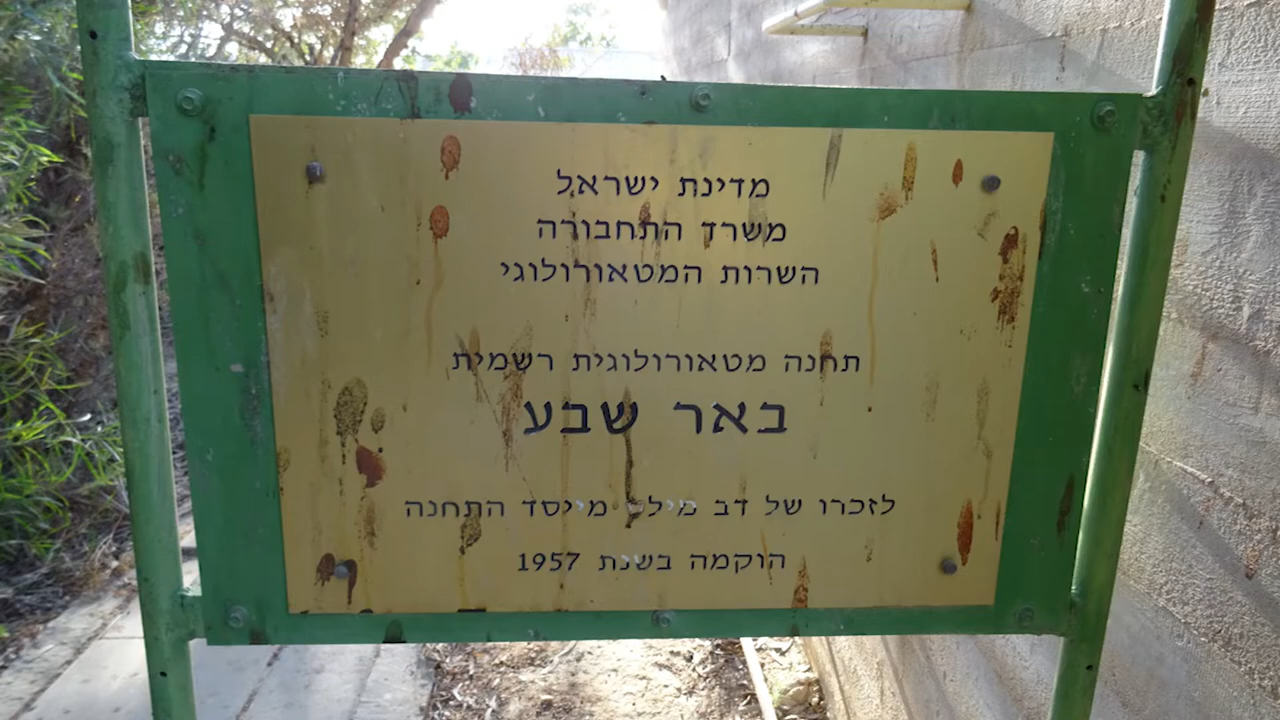 מדינת ישראל
משרד התחבורה
השרות המטאורולוגי
תחנה מטאורולוגית רשמית
באר שבע
לזכרו של דב מייסד התחנה
הוקמה בשנת 1957